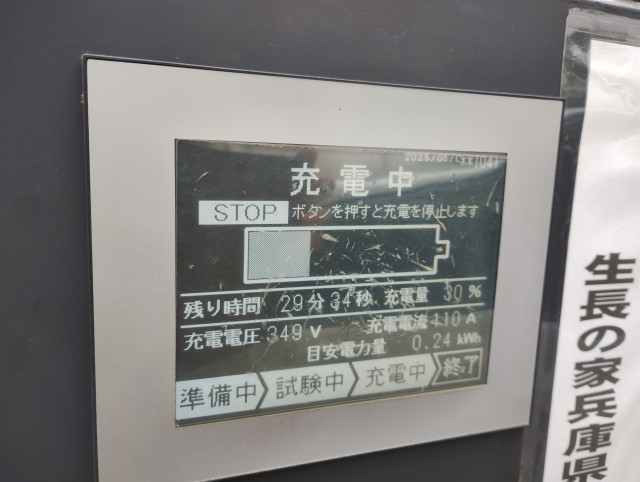 充電中
STOP ボタンを押すと充電を停止します
残り時間 29分34秒 充電量 30%
充電電圧 349V 充電電流 110A
目安電力量 0.24 kWh
準備中 試験中 充電中 終了
生長の家兵庫県